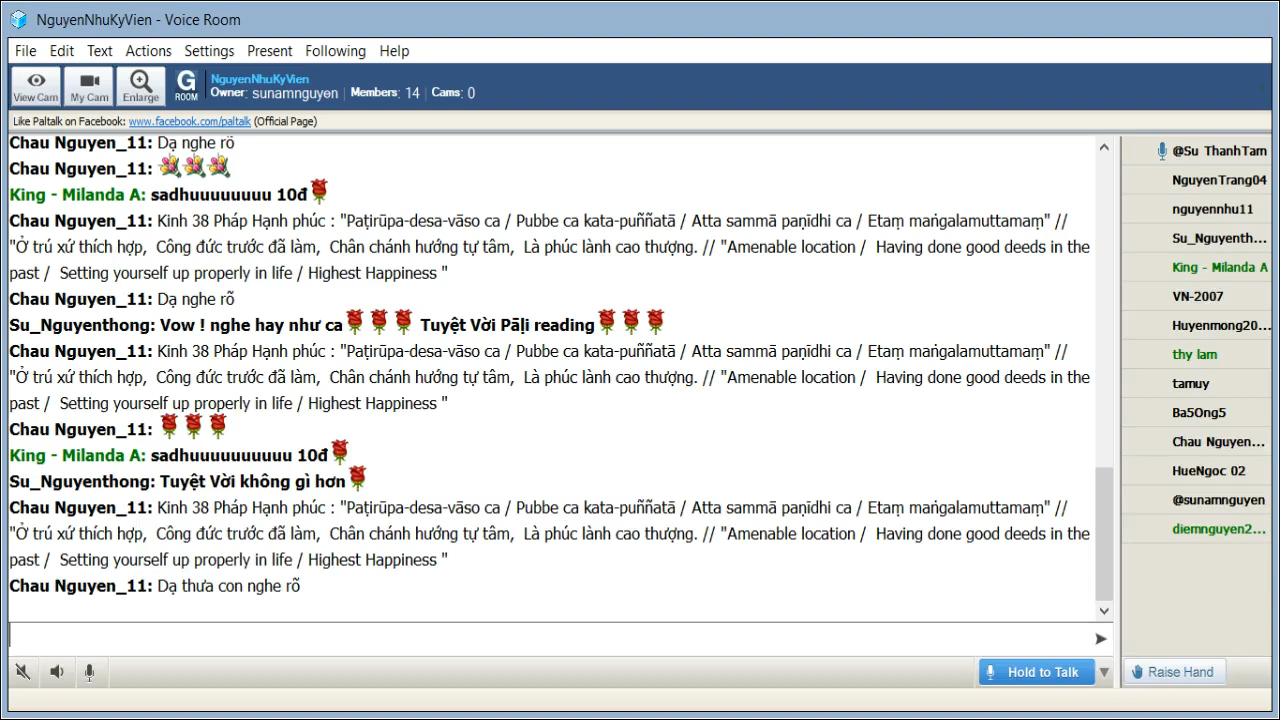 NguyenNhuKyVien - Voice Room
File Edit Text Actions Settings Present Following Help
View Cam My Cam Enlarge G ROOM NguyenNhuKyVien
Owner: sunamnguyen Members: 14 Cams: 0
Like Paltalk on Facebook: www.facebook.com/paltalk (Official Page)
Chau Nguyen_11: Dạ nghe rõ
Chau Nguyen_11:
King - Milanda A: sadhuuuuuuuuu 10đ
Chau Nguyen_11: Kinh 38 Pháp Hạnh phúc : "Paṭirūpa-desa-vāso ca / Pubbe ca kata-puññatā / Atta sammā paṇīdhi ca / Etaṃ maṅgalamuttamaṃ" //
"Ở trú xứ thích hợp, Công đức trước đã làm, Chân chánh hướng tự tâm, Là phúc lành cao thượng. // "Amenable location / Having done good deeds in the
past / Setting yourself up properly in life / Highest Happiness "
Chau Nguyen_11: Dạ nghe rõ
Su_Nguyenthong: Vow ! nghe hay như ca Tuyệt Vời Pāḷi reading
Chau Nguyen_11: Kinh 38 Pháp Hạnh phúc : "Paṭirūpa-desa-vāso ca / Pubbe ca kata-puññatā / Atta sammā paṇīdhi ca / Etaṃ maṅgalamuttamaṃ" //
"Ở trú xứ thích hợp, Công đức trước đã làm, Chân chánh hướng tự tâm, Là phúc lành cao thượng. // "Amenable location / Having done good deeds in the
past / Setting yourself up properly in life / Highest Happiness "
Chau Nguyen_11:
King - Milanda A: sadhuuuuuuuuuu 10đ
Su_Nguyenthong: Tuyệt Vời không gì hơn
Chau Nguyen_11: Kinh 38 Pháp Hạnh phúc : "Paṭirūpa-desa-vāso ca / Pubbe ca kata-puññatā / Atta sammā paṇīdhi ca / Etaṃ maṅgalamuttamaṃ" //
"Ở trú xứ thích hợp, Công đức trước đã làm, Chân chánh hướng tự tâm, Là phúc lành cao thượng. // "Amenable location / Having done good deeds in the
past / Setting yourself up properly in life / Highest Happiness "
Chau Nguyen_11: Dạ thưa con nghe rõ
@Su ThanhTam
NguyenTrang04
nguyennhu11
Su_Nguyenth...
King - Milanda A
VN-2007
Huyenmong20...
thy lam
tamuy
Ba5Ong5
Chau Nguyen...
HueNgoc 02
@sunamnguyen
diemnguyen2...
Hold to Talk
Raise Hand